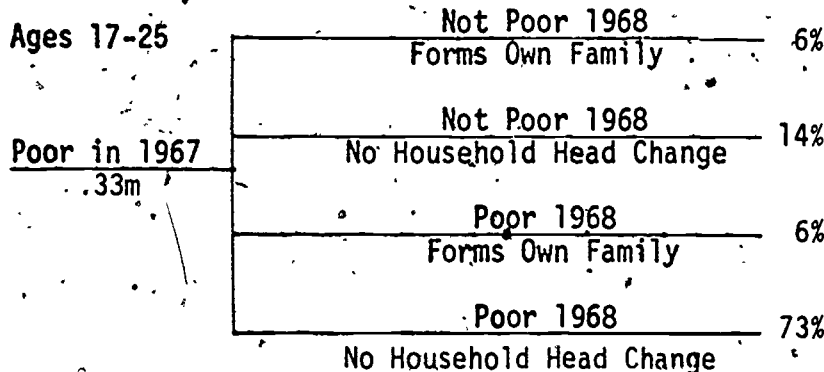 Ages 17-25
Not Poor 1968
Forms Own Family
6%
Not Poor 1968
No Household Head Change
14%
Poor in 1967
.33m
Poor 1968
Forms Own Family
6%
Poor 1968
No Household Head Change
73%